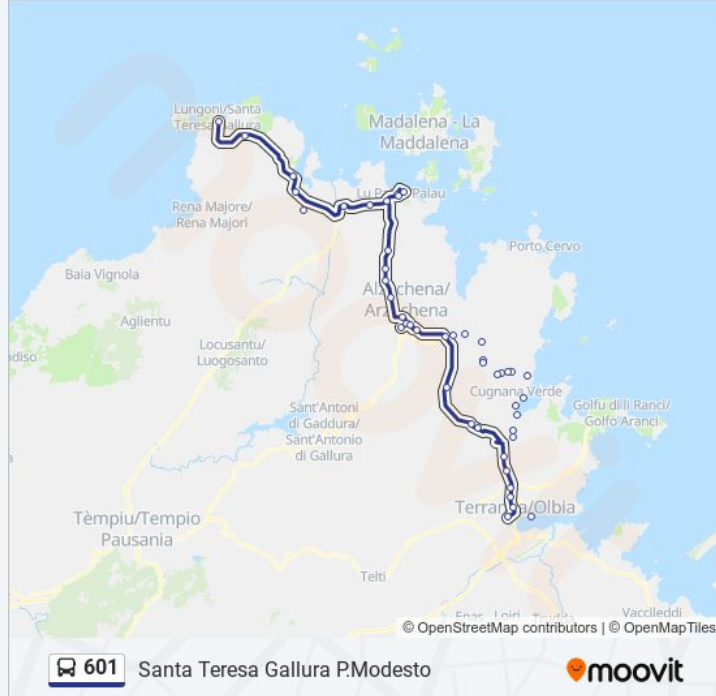 Lungoni/Santa
Teresa Gallura
Madalena - La
Maddalena
Palau
Rena Majore/
Rena Majori
Porto Cervo
Baia Vignola
Arzachena
Aglientu
Locusantu/
Luogosanto
Cugnana Verde
Golfu di li Ranci/
Golfo Aranci
Sant'Antoni
di Gaddura/
Sant'Antonio
di Gallura
Tèmpiu/Tempio
Pausania
Terranoa/Olbia
Telti
Vaccileddi
© OpenStreetMap contributors | © OpenMapTiles
601 Santa Teresa Gallura P.Modesto
moovit